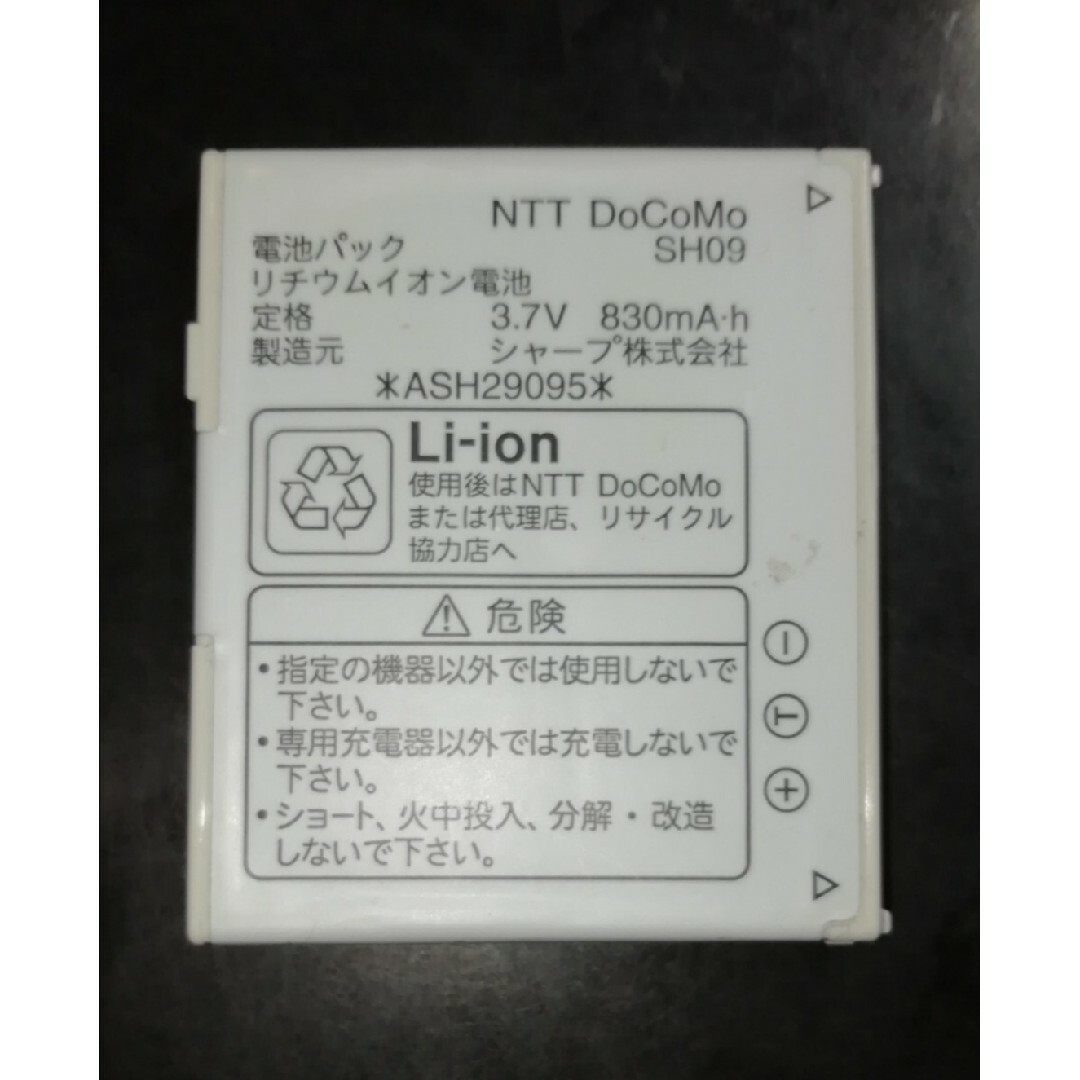 NTT DoCoMo
電池パック SH09
リチウムイオン電池
定格 3.7V 830mA·h
製造元 シャープ株式会社
*ASH29095*
Li-ion
使用後はNTT DoCoMo
または代理店、リサイクル
協力店へ
危険
・指定の機器以外では使用しないで
下さい。
・専用充電器以外では充電しないで
下さい。
・ショート、火中投入、分解・改造
しないで下さい。
－
T
＋